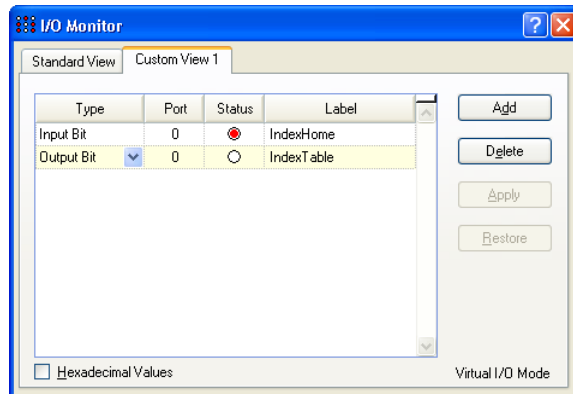 I/O Monitor
Standard View Custom View 1
Type Port Status Label
Input Bit 0 IndexHome
Output Bit 0 IndexTable
Add
Delete
Apply
Restore
Hexadecimal Values
Virtual I/O Mode